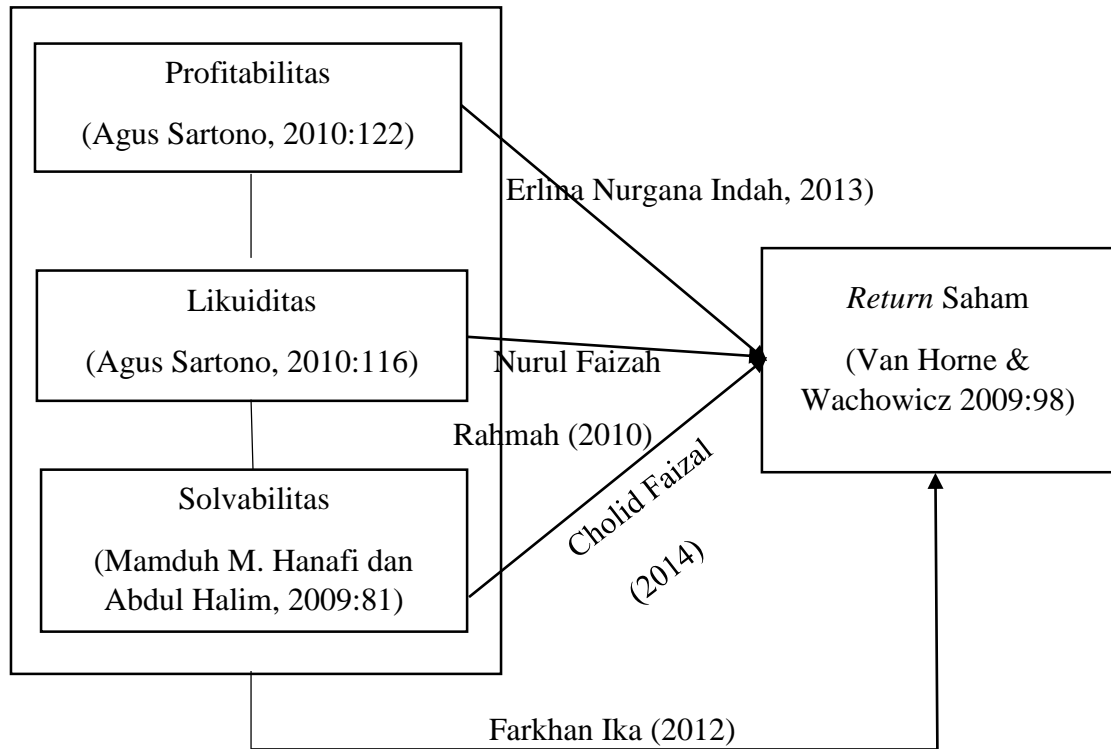 Profitabilitas
(Agus Sartono, 2010:122)
Erlina Nurgana Indah, 2013)
Likuiditas
(Agus Sartono, 2010:116)
Nurul Faizah
Rahmah (2010)
Return Saham
(Van Horne &
Wachowicz 2009:98)
Solvabilitas
(Mamduh M. Hanafi dan
Abdul Halim, 2009:81)
Cholid Faizal
(2014)
Farkhan Ika (2012)